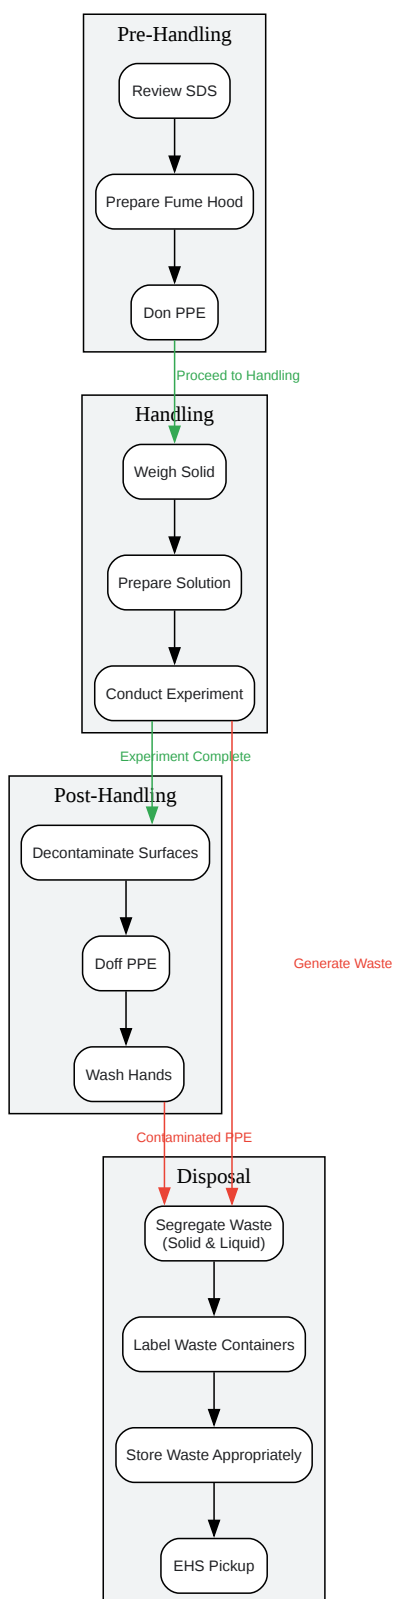 Pre-Handling
Review SDS
Prepare Fume Hood
Don PPE
Proceed to Handling
Handling
Weigh Solid
Prepare Solution
Conduct Experiment
Experiment Complete
Post-Handling
Decontaminate Surfaces
Doff PPE
Generate Waste
Wash Hands
Contaminated PPE
Disposal
Segregate Waste
(Solid & Liquid)
Label Waste Containers
Store Waste Appropriately
EHS Pickup